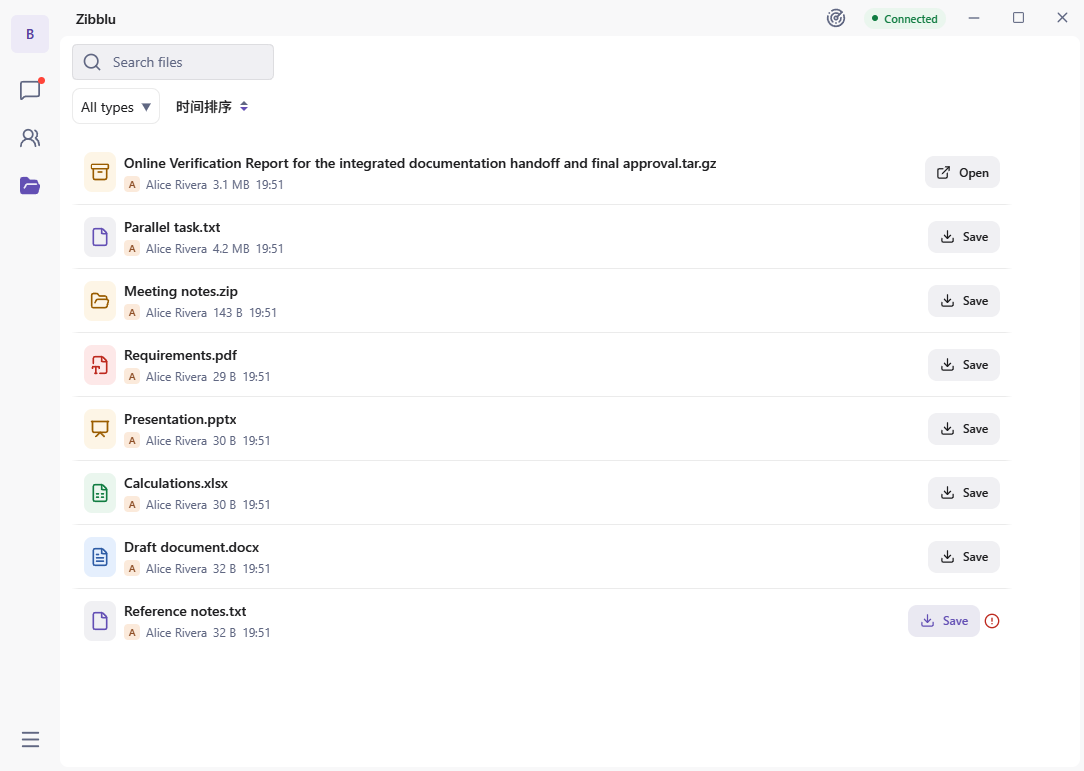 B
Zibblu
Connected
Search files
All types
时间排序
Online Verification Report for the integrated documentation handoff and final approval.tar.gz
A Alice Rivera 3.1 MB 19:51
Open
Parallel task.txt
A Alice Rivera 4.2 MB 19:51
Save
Meeting notes.zip
A Alice Rivera 143 B 19:51
Save
Requirements.pdf
A Alice Rivera 29 B 19:51
Save
Presentation.pptx
A Alice Rivera 30 B 19:51
Save
Calculations.xlsx
A Alice Rivera 30 B 19:51
Save
Draft document.docx
A Alice Rivera 32 B 19:51
Save
Reference notes.txt
A Alice Rivera 32 B 19:51
Save